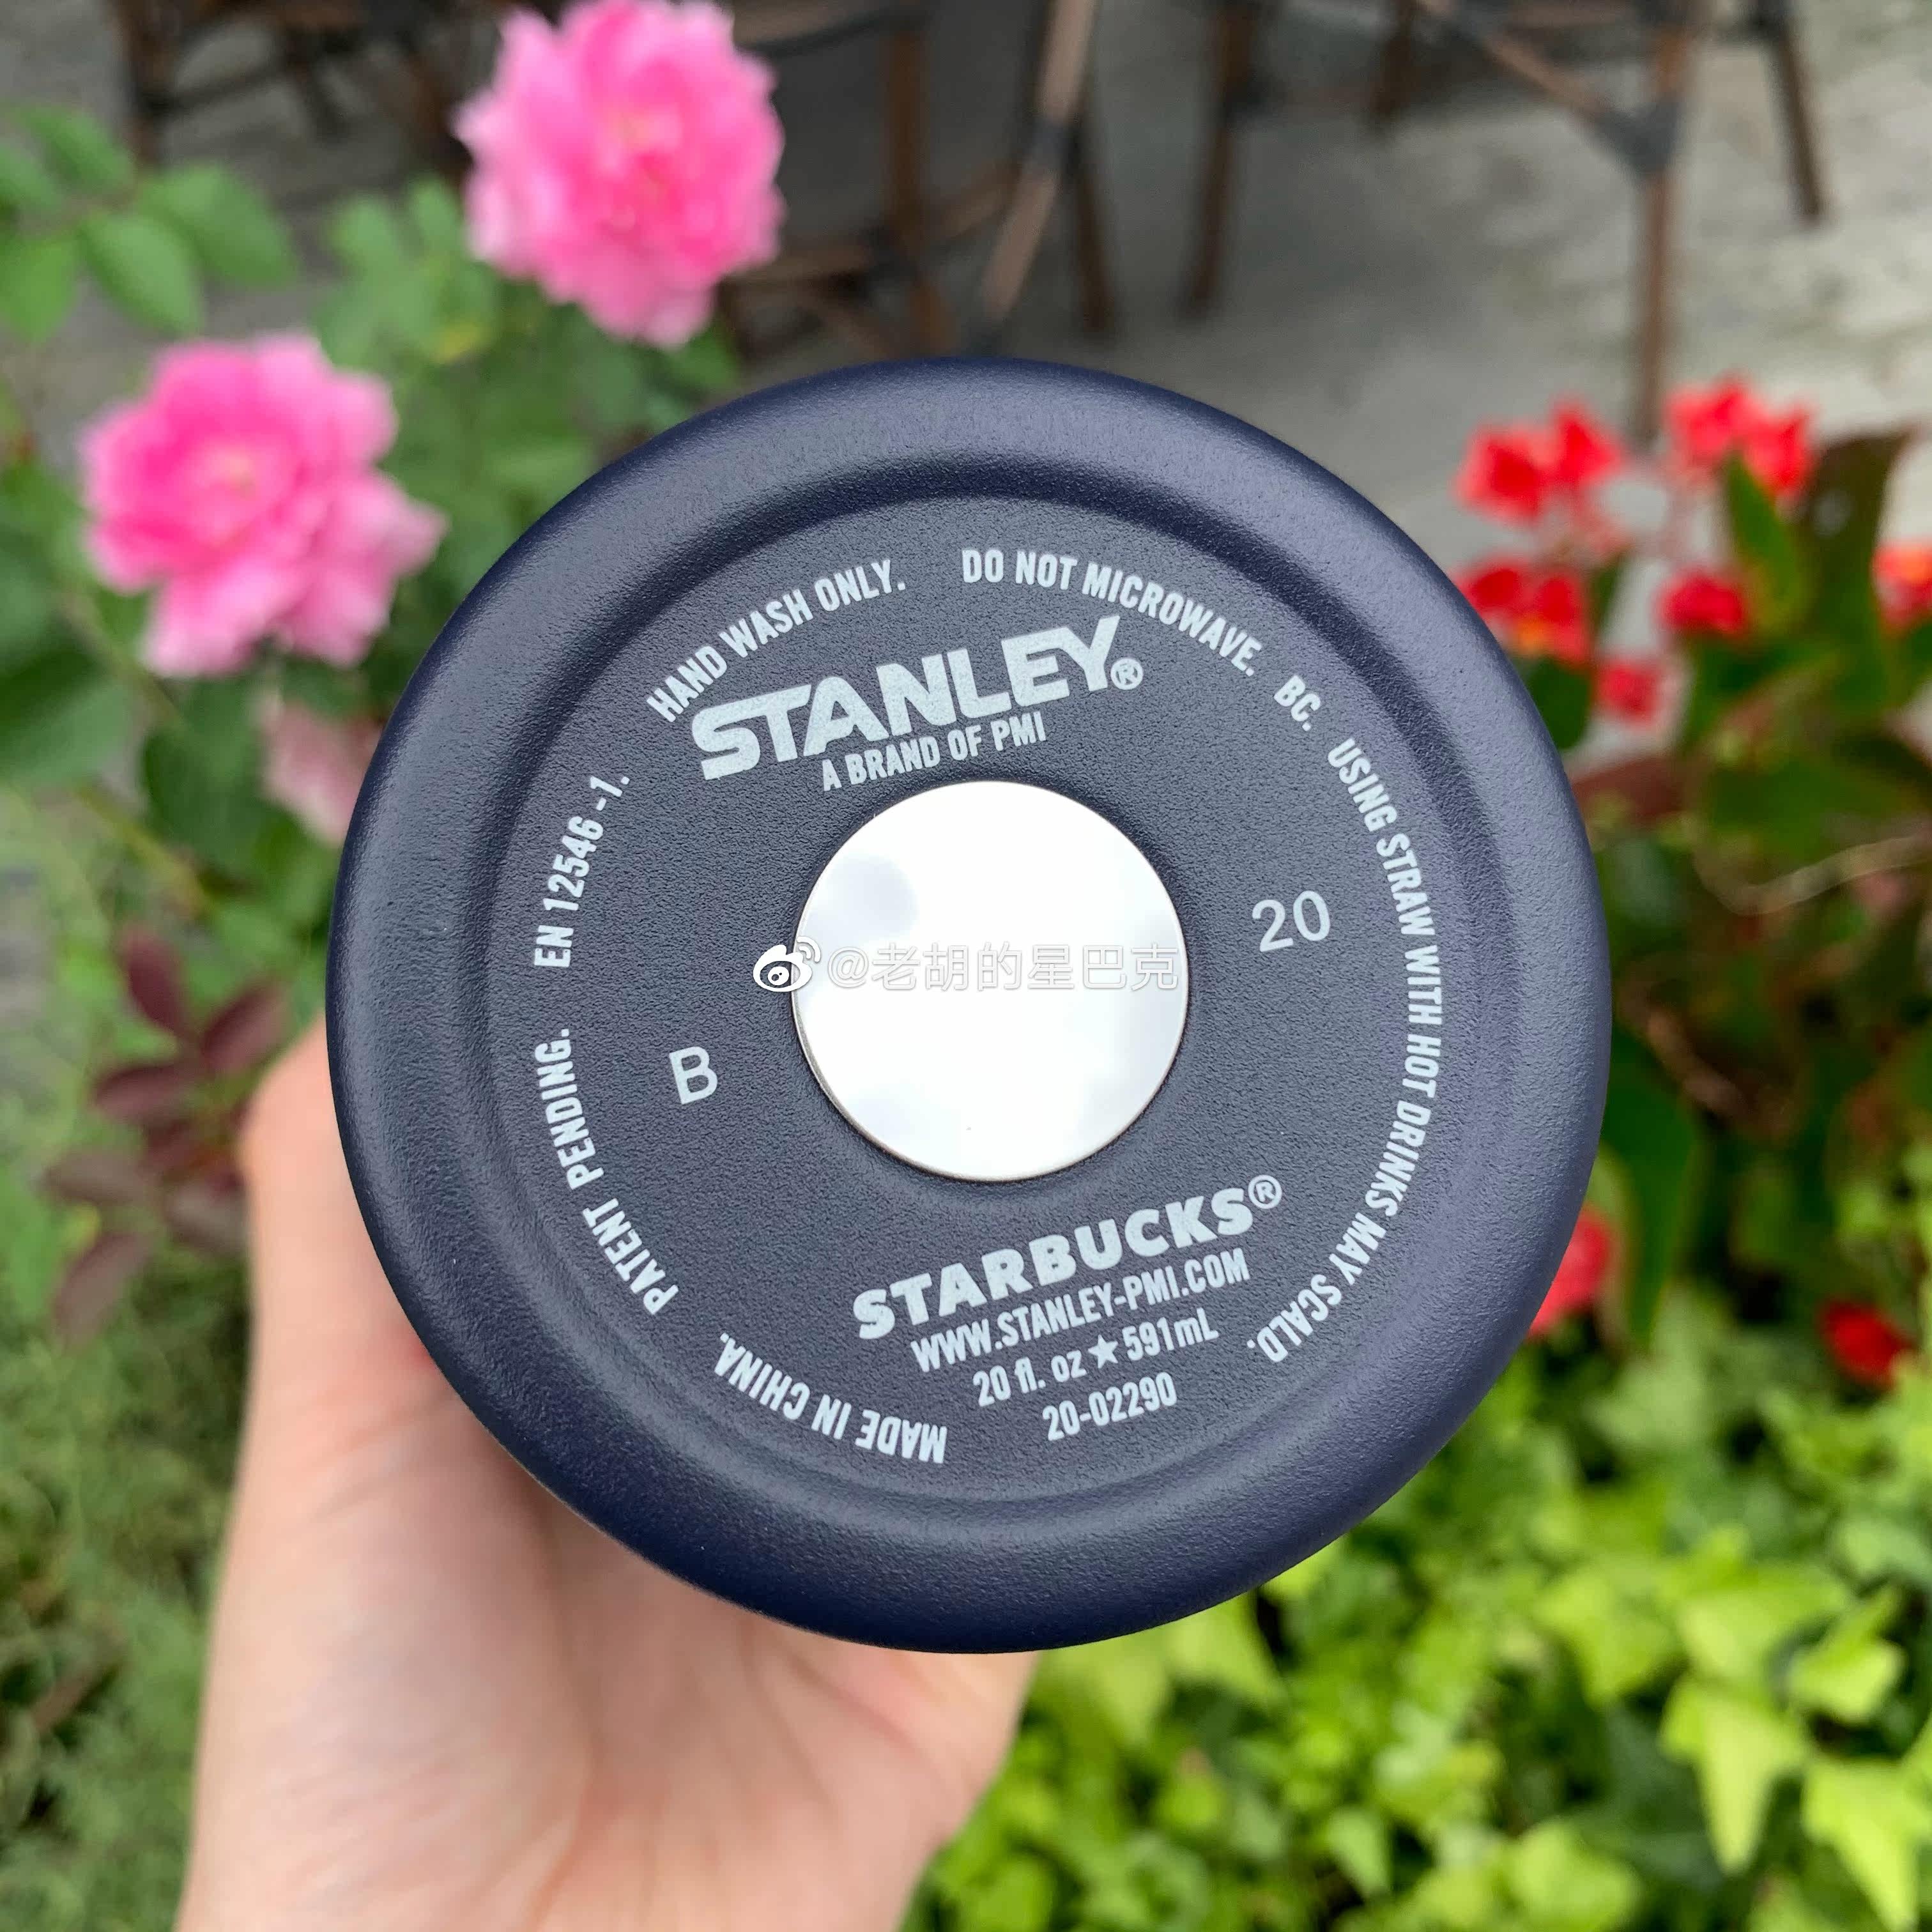 HAND WASH ONLY. DO NOT MICROWAVE. BC. USING STRAW WITH HOT DRINKS MAY SCALD.
STANLEY®
A BRAND OF PMI
EN 12546-1.
20
@老胡的星巴克
B
PATENT PENDING.
STARBUCKS®
WWW.STANLEY-PMI.COM
20 fl. oz ★ 591mL
20-02290
MADE IN CHINA.